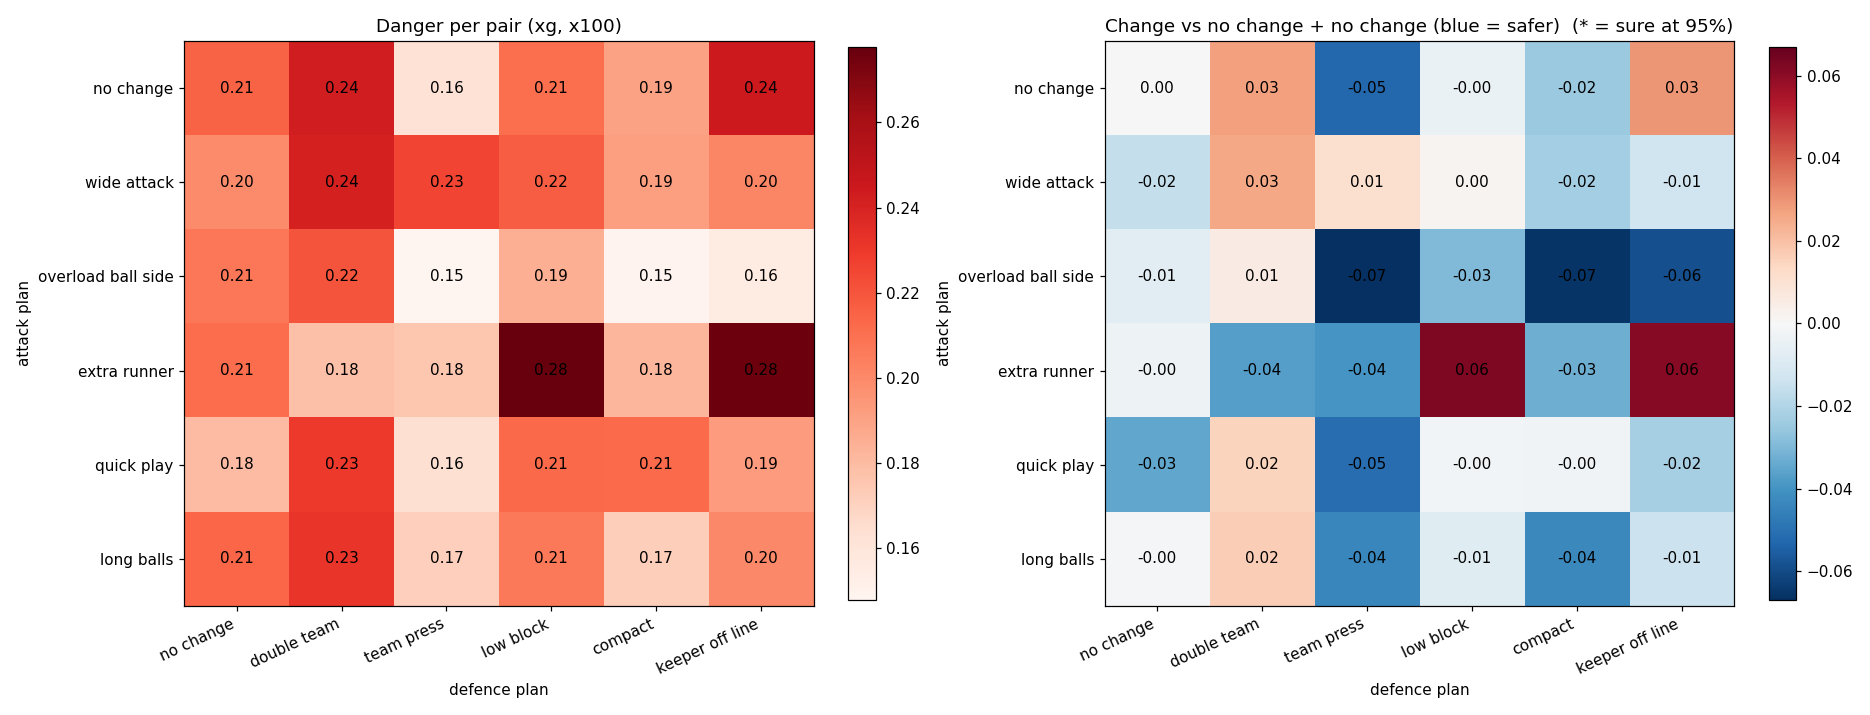 Danger per pair (xg, x100)
attack plan
no change 0.21 0.24 0.16 0.21 0.19 0.24
wide attack 0.20 0.24 0.23 0.22 0.19 0.20
overload ball side 0.21 0.22 0.15 0.19 0.15 0.16
extra runner 0.21 0.18 0.18 0.28 0.18 0.28
quick play 0.18 0.23 0.16 0.21 0.21 0.19
long balls 0.21 0.23 0.17 0.21 0.17 0.20
no change double team team press low block compact keeper off line
defence plan
0.26
0.24
0.22
0.20
0.18
0.16
Change vs no change + no change (blue = safer)  (* = sure at 95%)
attack plan
no change 0.00 0.03 -0.05 -0.00 -0.02 0.03
wide attack -0.02 0.03 0.01 0.00 -0.02 -0.01
overload ball side -0.01 0.01 -0.07 -0.03 -0.07 -0.06
extra runner -0.00 -0.04 -0.04 0.06 -0.03 0.06
quick play -0.03 0.02 -0.05 -0.00 -0.00 -0.02
long balls -0.00 0.02 -0.04 -0.01 -0.04 -0.01
no change double team team press low block compact keeper off line
defence plan
0.06
0.04
0.02
0.00
−0.02
−0.04
−0.06